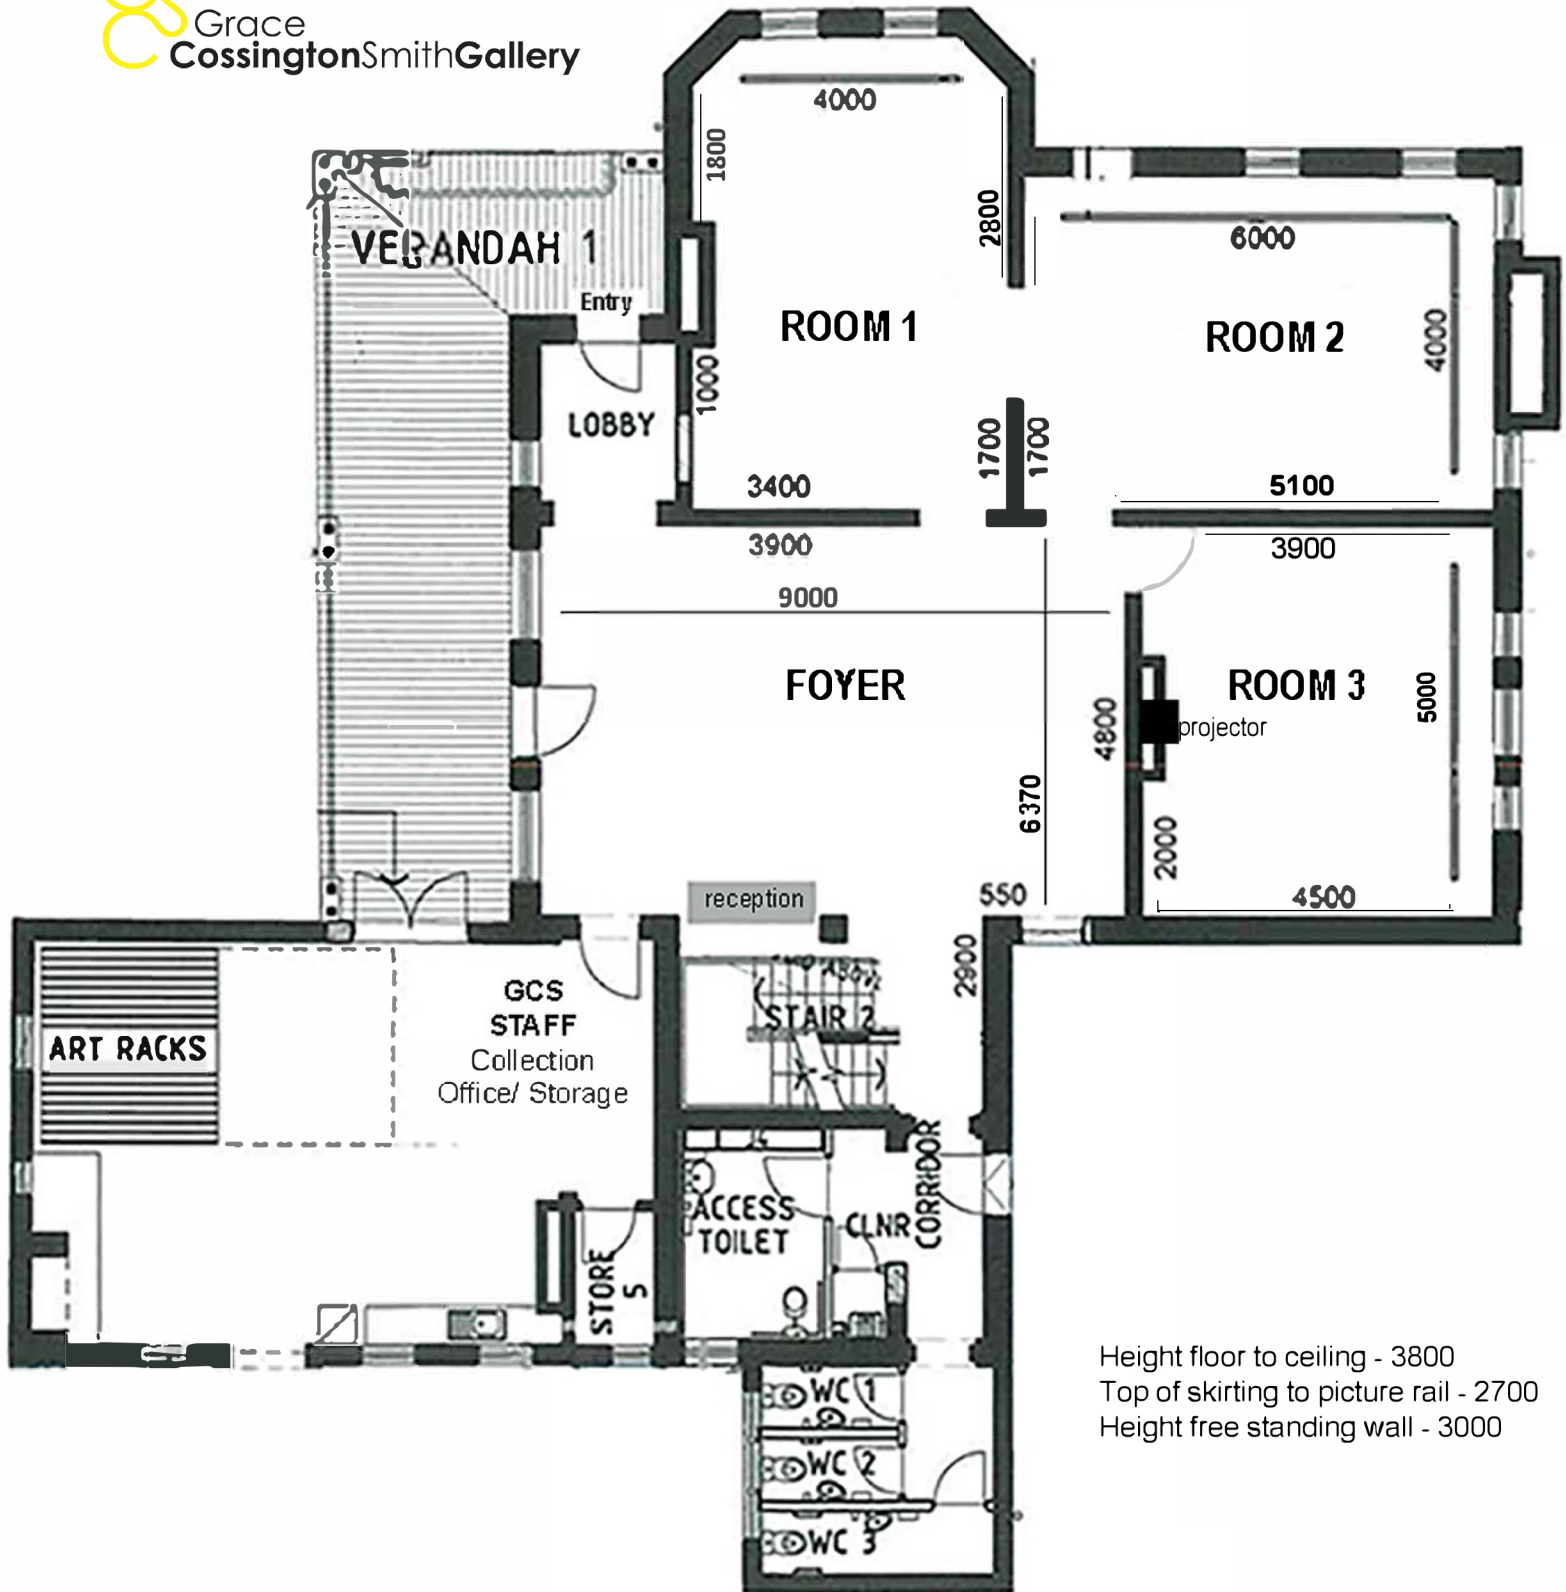 Grace
CossingtonSmithGallery
4000
1800
2800
VERANDAH 1
6000
Entry
ROOM 1
ROOM 2
4000
1000
LOBBY
1700
1700
3400
5100
3900
3900
9000
FOYER
ROOM 3
5000
4800
projector
6370
2000
reception
550
4500
2900
GCS
STAFF
Collection
Office/ Storage
ART RACKS
STAIR 2
ACCESS
TOILET
CLNR
CORRIDOR
STORE
5
WC 1
WC 2
WC 3
Height floor to ceiling - 3800
Top of skirting to picture rail - 2700
Height free standing wall - 3000